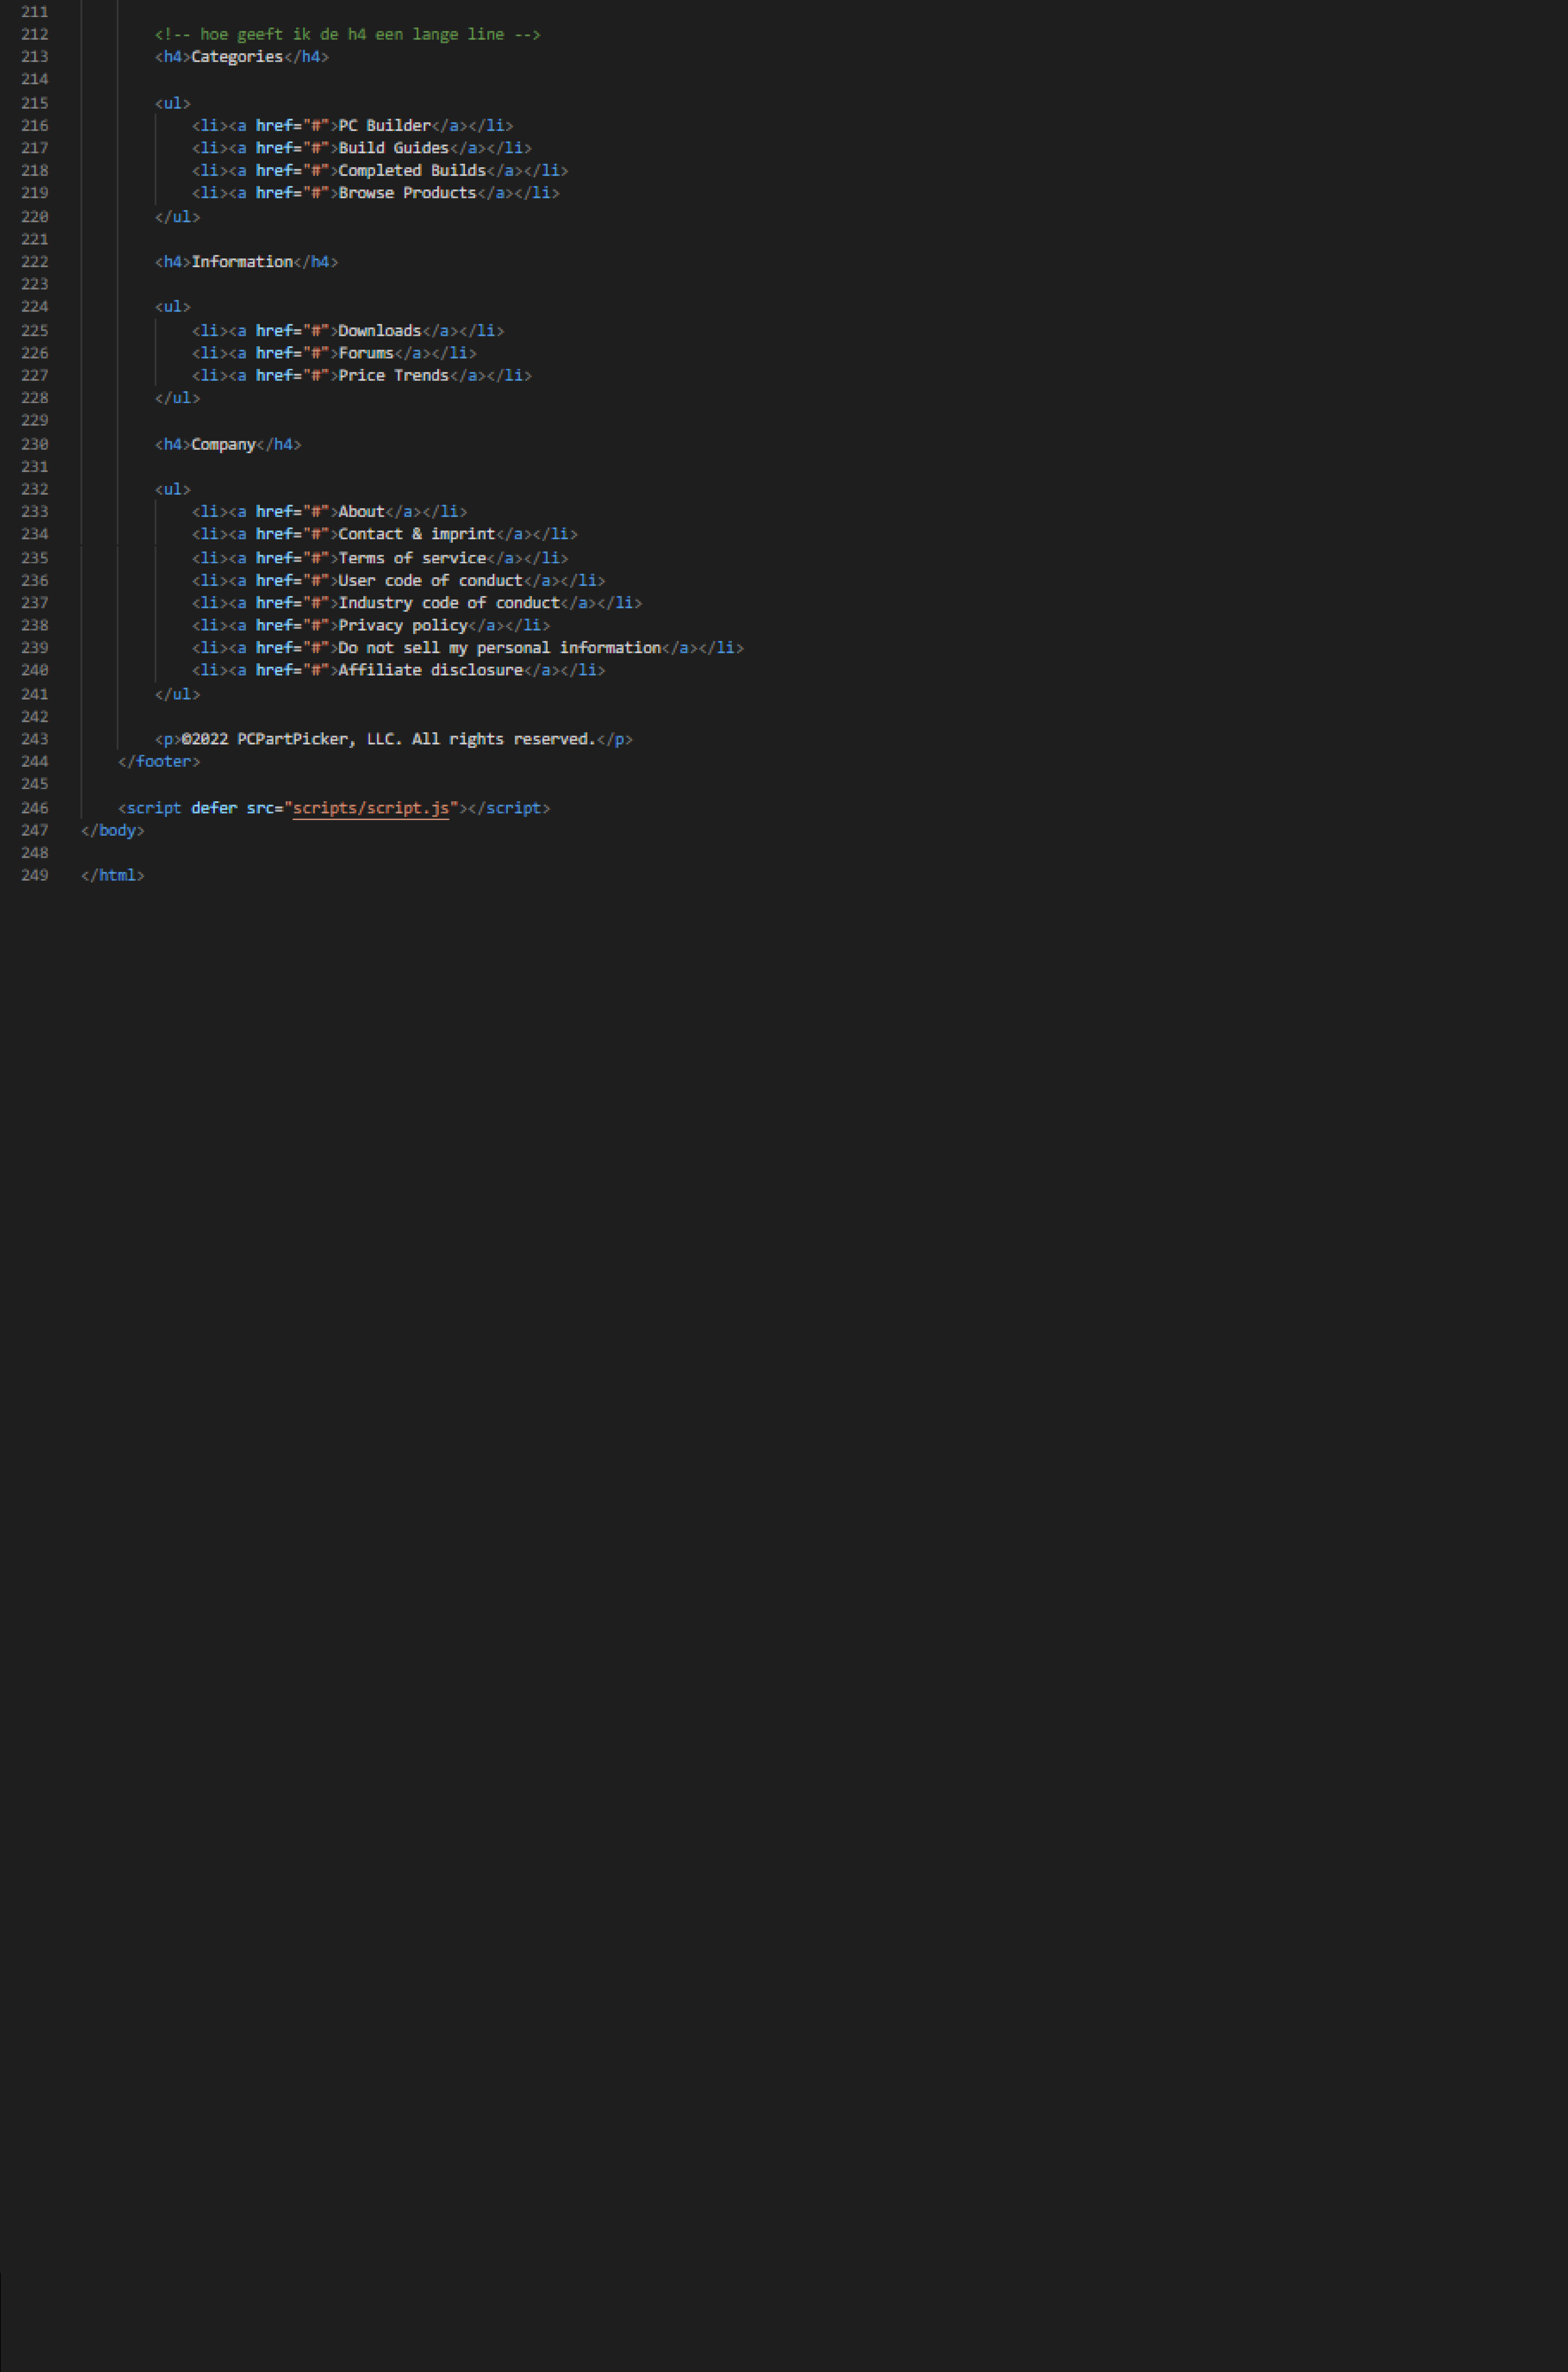 211
212 <!-- hoe geeft ik de h4 een lange line -->
213 <h4>Categories</h4>
214
215 <ul>
216 <li><a href="#">PC Builder</a></li>
217 <li><a href="#">Build Guides</a></li>
218 <li><a href="#">Completed Builds</a></li>
219 <li><a href="#">Browse Products</a></li>
220 </ul>
221
222 <h4>Information</h4>
223
224 <ul>
225 <li><a href="#">Downloads</a></li>
226 <li><a href="#">Forums</a></li>
227 <li><a href="#">Price Trends</a></li>
228 </ul>
229
230 <h4>Company</h4>
231
232 <ul>
233 <li><a href="#">About</a></li>
234 <li><a href="#">Contact & imprint</a></li>
235 <li><a href="#">Terms of service</a></li>
236 <li><a href="#">User code of conduct</a></li>
237 <li><a href="#">Industry code of conduct</a></li>
238 <li><a href="#">Privacy policy</a></li>
239 <li><a href="#">Do not sell my personal information</a></li>
240 <li><a href="#">Affiliate disclosure</a></li>
241 </ul>
242
243 <p>©2022 PCPartPicker, LLC. All rights reserved.</p>
244 </footer>
245
246 <script defer src="scripts/script.js"></script>
247 </body>
248
249 </html>